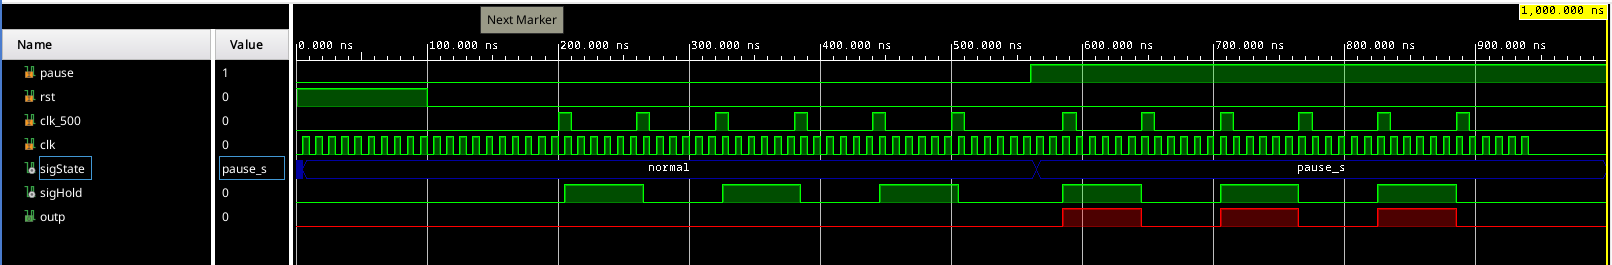 Next Marker
1,000.000 ns
Name Value
0.000 ns 100.000 ns 200.000 ns 300.000 ns 400.000 ns 500.000 ns 600.000 ns 700.000 ns 800.000 ns 900.000 ns
pause 1
rst 0
clk_500 0
clk 0
sigState pause_s normal pause_s
sigHold 0
outp 0